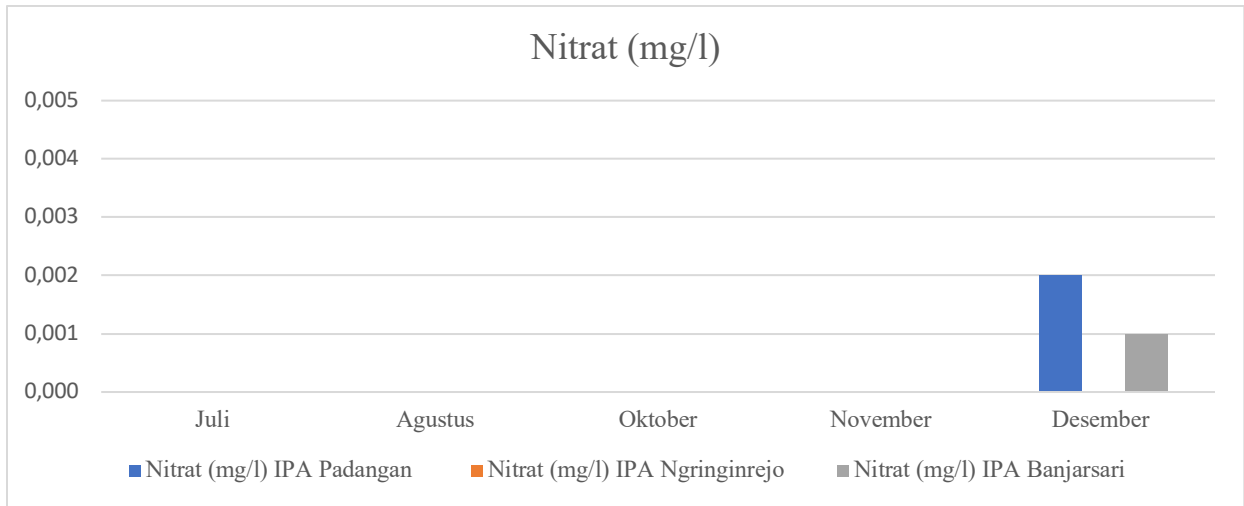 Nitrat (mg/l)
0,005
0,004
0,003
0,002
0,001
0,000
Juli Agustus Oktober November Desember
Nitrat (mg/l) IPA Padangan Nitrat (mg/l) IPA Ngringinrejo Nitrat (mg/l) IPA Banjarsari